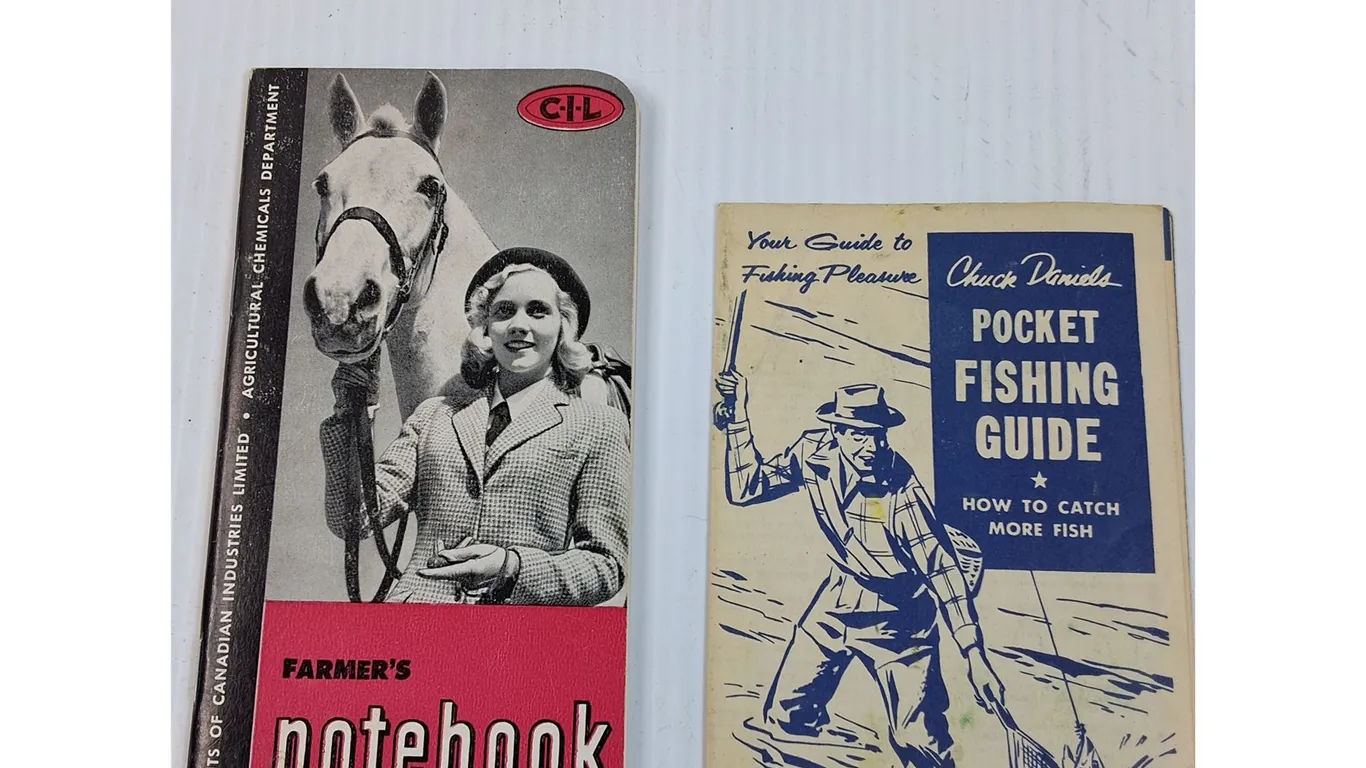 C-I-L
TS OF CANADIAN INDUSTRIES LIMITED • AGRICULTURAL CHEMICALS DEPARTMENT
FARMER'S
notebook
Your Guide to
Fishing Pleasure
Chuck Daniels
POCKET
FISHING
GUIDE
★
HOW TO CATCH
MORE FISH